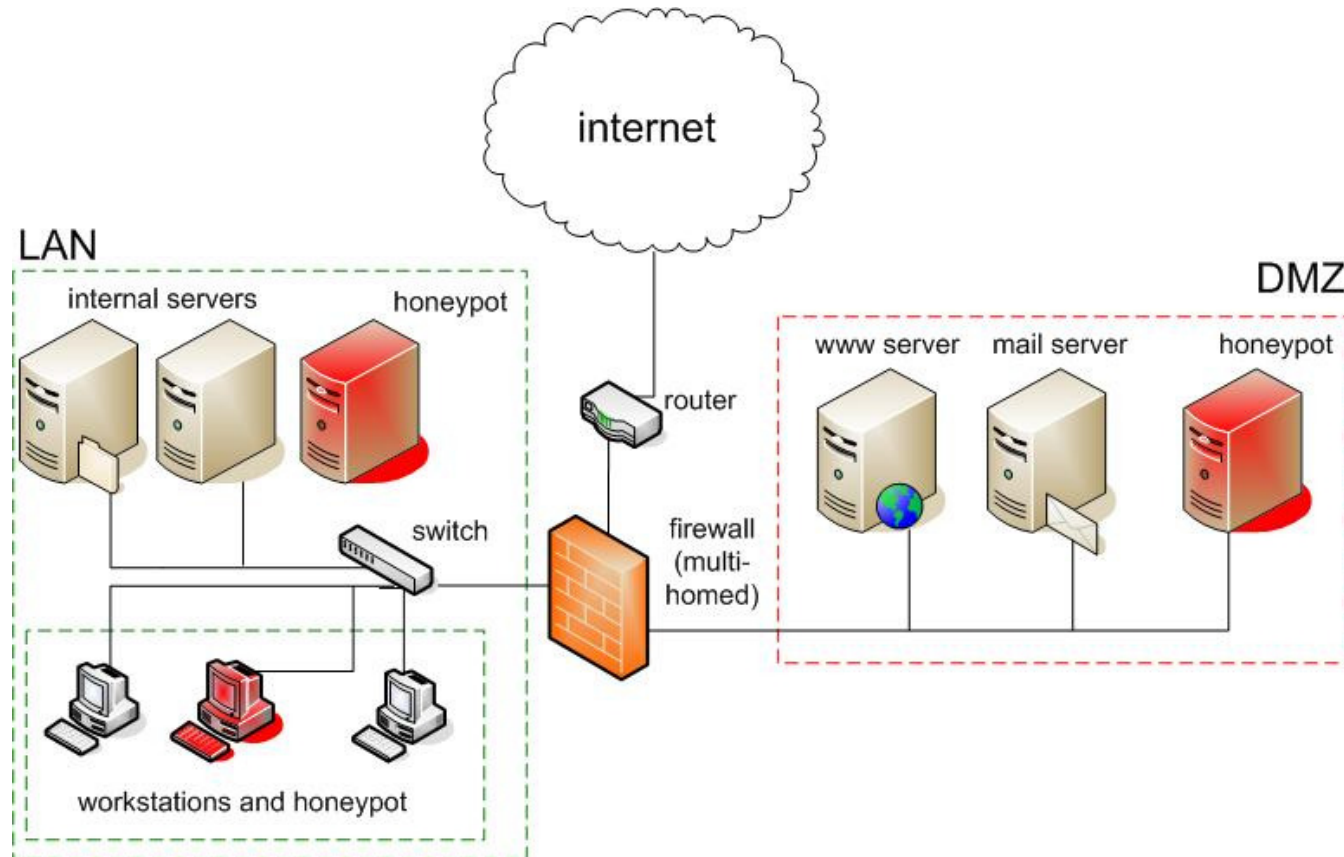 internet
LAN
internal servers
honeypot
DMZ
www server
mail server
honeypot
router
switch
firewall
(multi-
homed)
workstations and honeypot